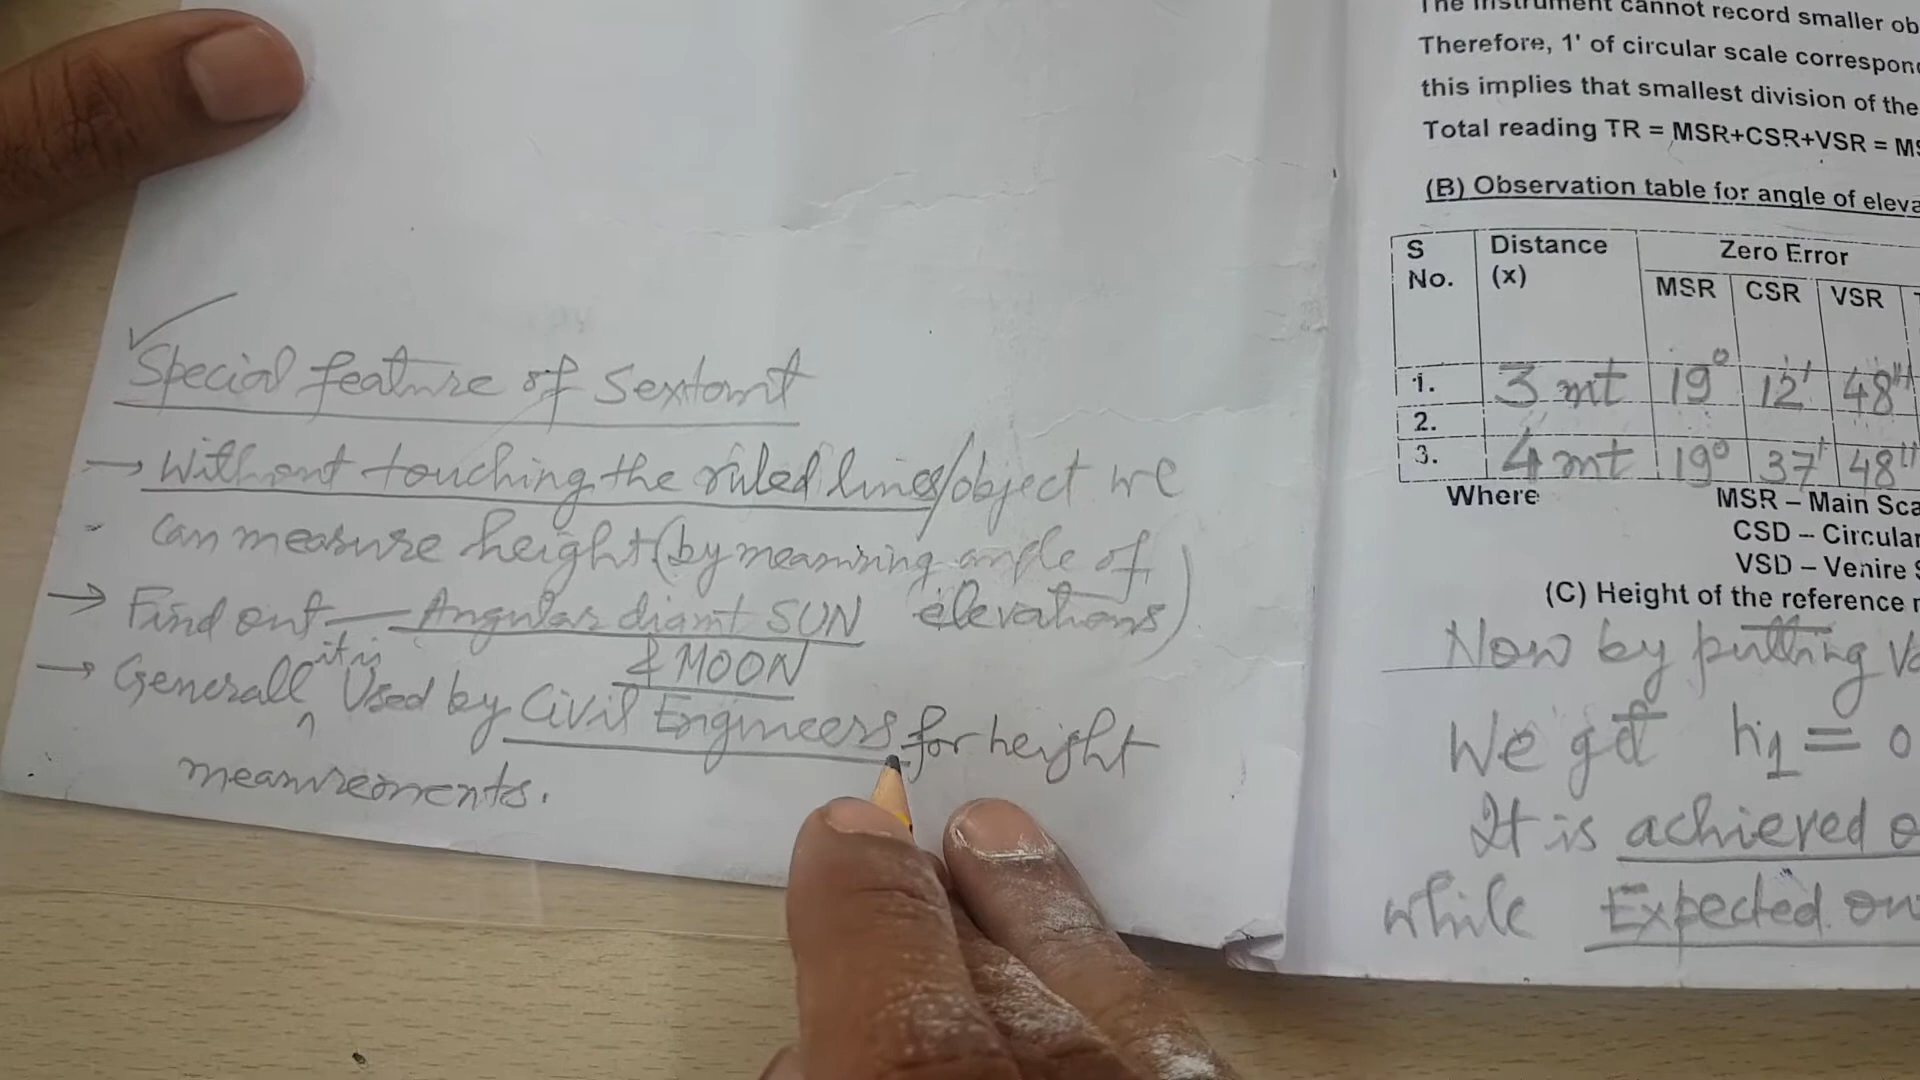 Special feature of Sextant
→ Without touching the ruled lines/object we
can measure height (by measuring angle of
elevations)
→ Find out — Angular diamt SUN
& MOON
→ Generall it is Used by Civil Engineers for height
measurements.
The instrument cannot record smaller ob
Therefore, 1' of circular scale correspon
this implies that smallest division of the
Total reading TR = MSR+CSR+VSR = MS
(B) Observation table for angle of eleva
S No. Distance (x) Zero Error
MSR CSR VSR T
1. 3 mt 19° 12' 48"
2.
3. 4 mt 19° 37' 48"
Where MSR – Main Sca
CSD – Circular
VSD – Venire S
(C) Height of the reference r
Now by putting Va
We get h1 = 0
It is achieved o
while Expected on